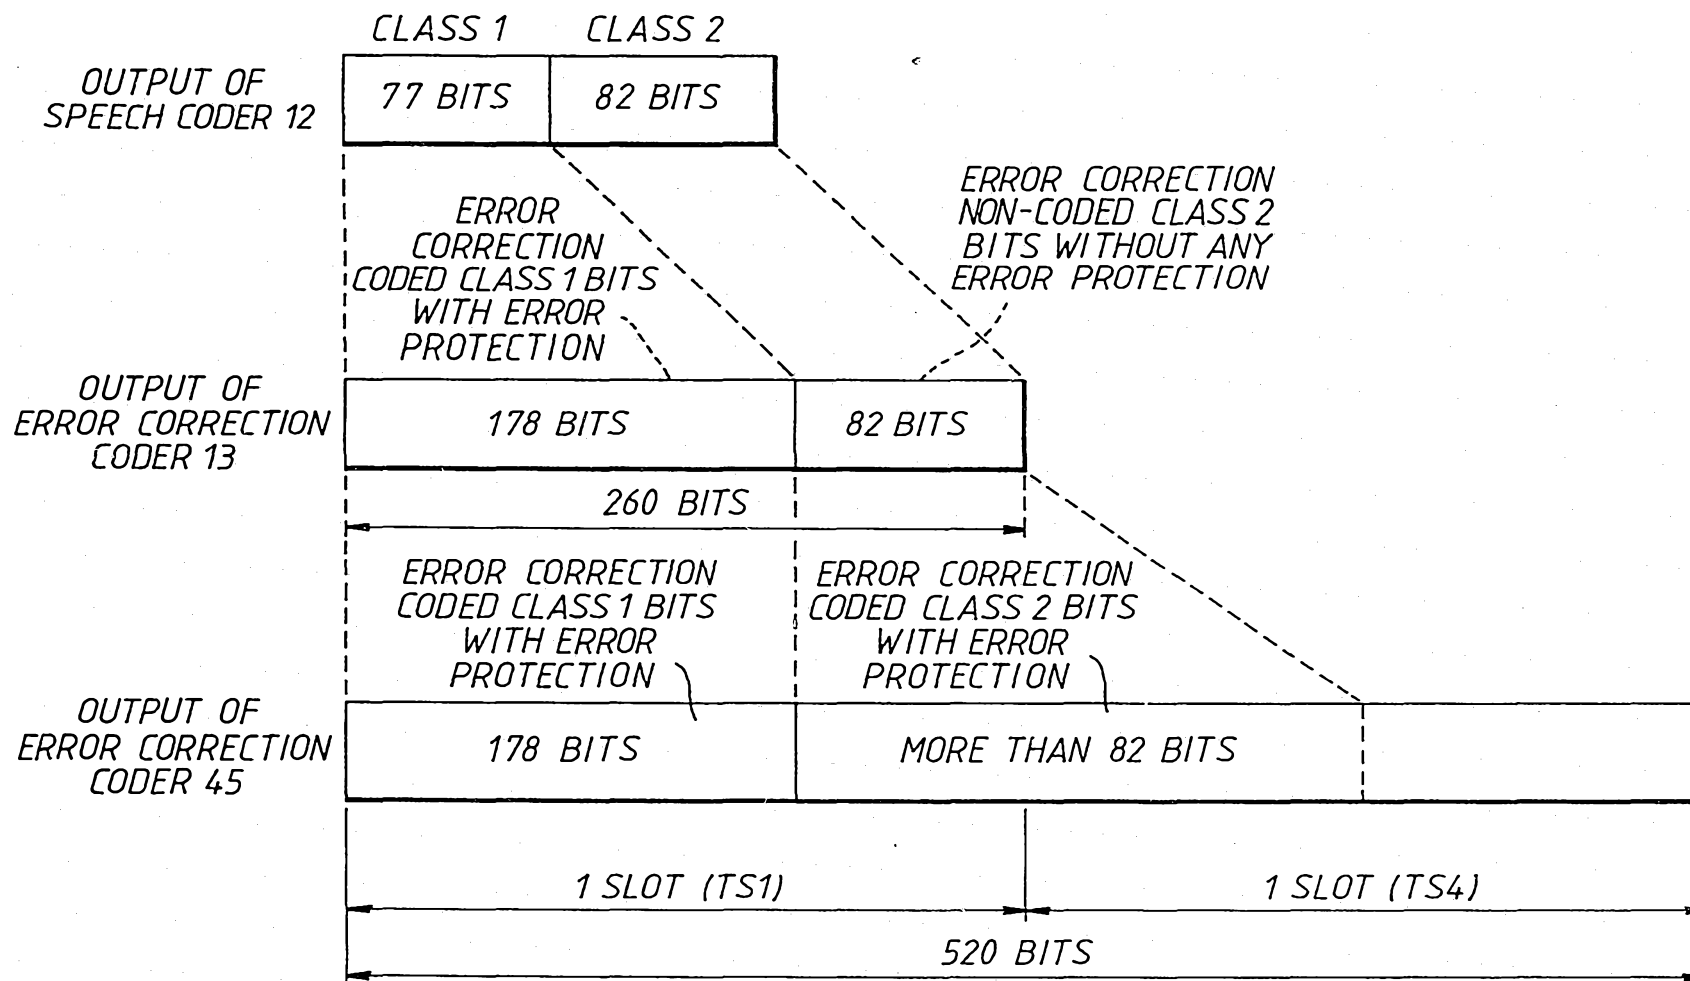 CLASS 1 CLASS 2
OUTPUT OF
SPEECH CODER 12
77 BITS 82 BITS
ERROR
CORRECTION
CODED CLASS 1 BITS
WITH ERROR
PROTECTION
ERROR CORRECTION
NON-CODED CLASS 2
BITS WITHOUT ANY
ERROR PROTECTION
OUTPUT OF
ERROR CORRECTION
CODER 13
178 BITS 82 BITS
260 BITS
ERROR CORRECTION
CODED CLASS 1 BITS
WITH ERROR
PROTECTION
ERROR CORRECTION
CODED CLASS 2 BITS
WITH ERROR
PROTECTION
OUTPUT OF
ERROR CORRECTION
CODER 45
178 BITS MORE THAN 82 BITS
1 SLOT (TS1) 1 SLOT (TS4)
520 BITS